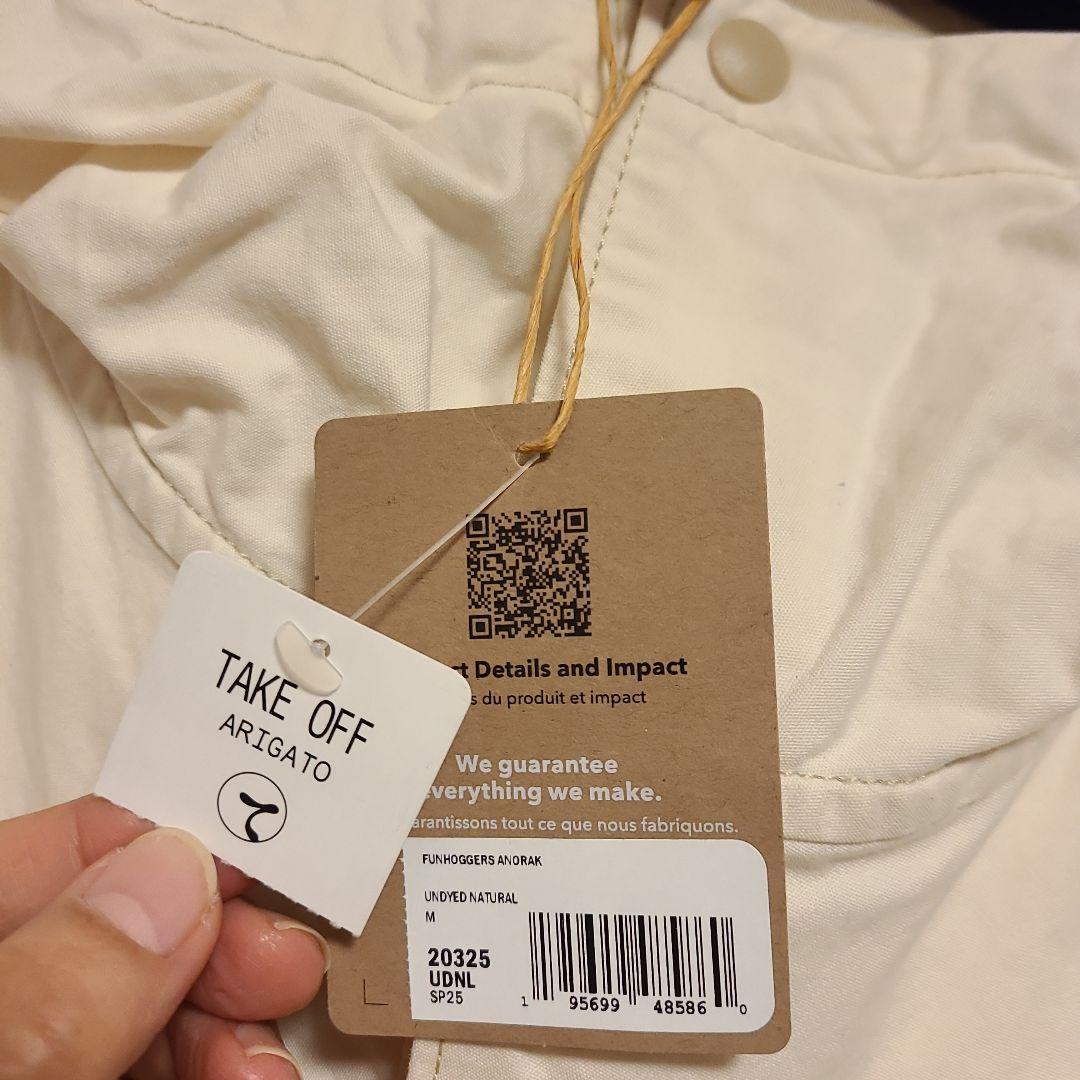 TAKE OFF
ARIGATO
て
Details and Impact
du produit et impact
We guarantee
everything we make.
tout ce que nous fabriquons.
FUNHOGGERS ANORAK
UNDYED NATURAL
M
20325
UDNL
SP25
1 95699 48586 0